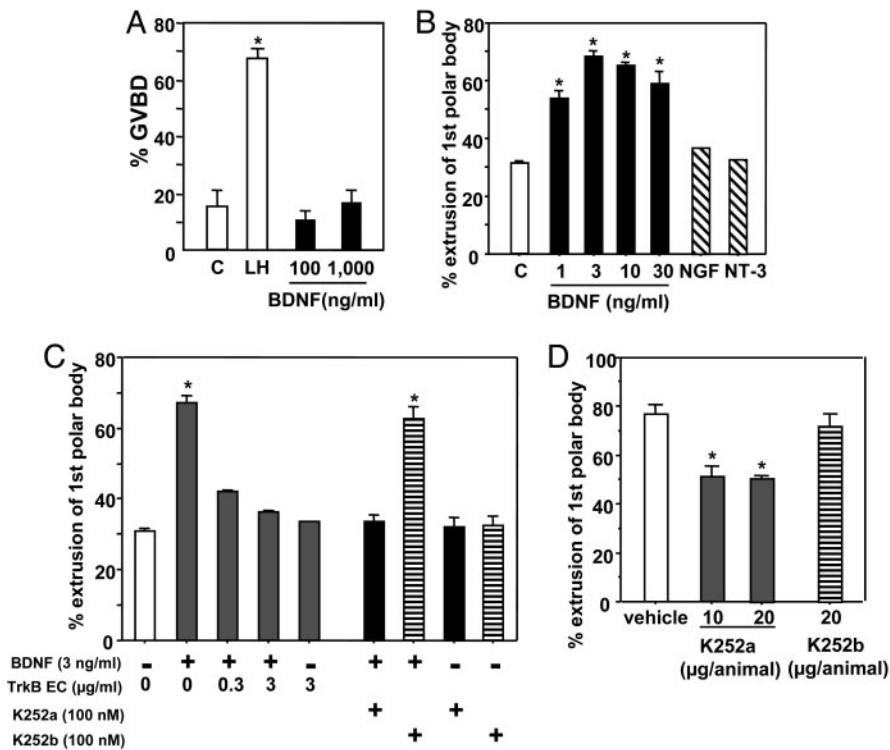 A
% GVBD
80
60
40
20
0
*
C LH 100 1,000
BDNF(ng/ml)
B
% extrusion of 1st polar body
80
60
40
20
0
* * * *
C 1 3 10 30 NGF NT-3
BDNF (ng/ml)
C
% extrusion of 1st polar body
80
60
40
20
0
* *
BDNF (3 ng/ml) - + + + - + + - -
TrkB EC (µg/ml) 0 0 0.3 3 3
K252a (100 nM) + +
K252b (100 nM) + +
D
% extrusion of 1st polar body
100
80
60
40
20
0
* *
vehicle 10 20 20
K252a K252b
(µg/animal) (µg/animal)